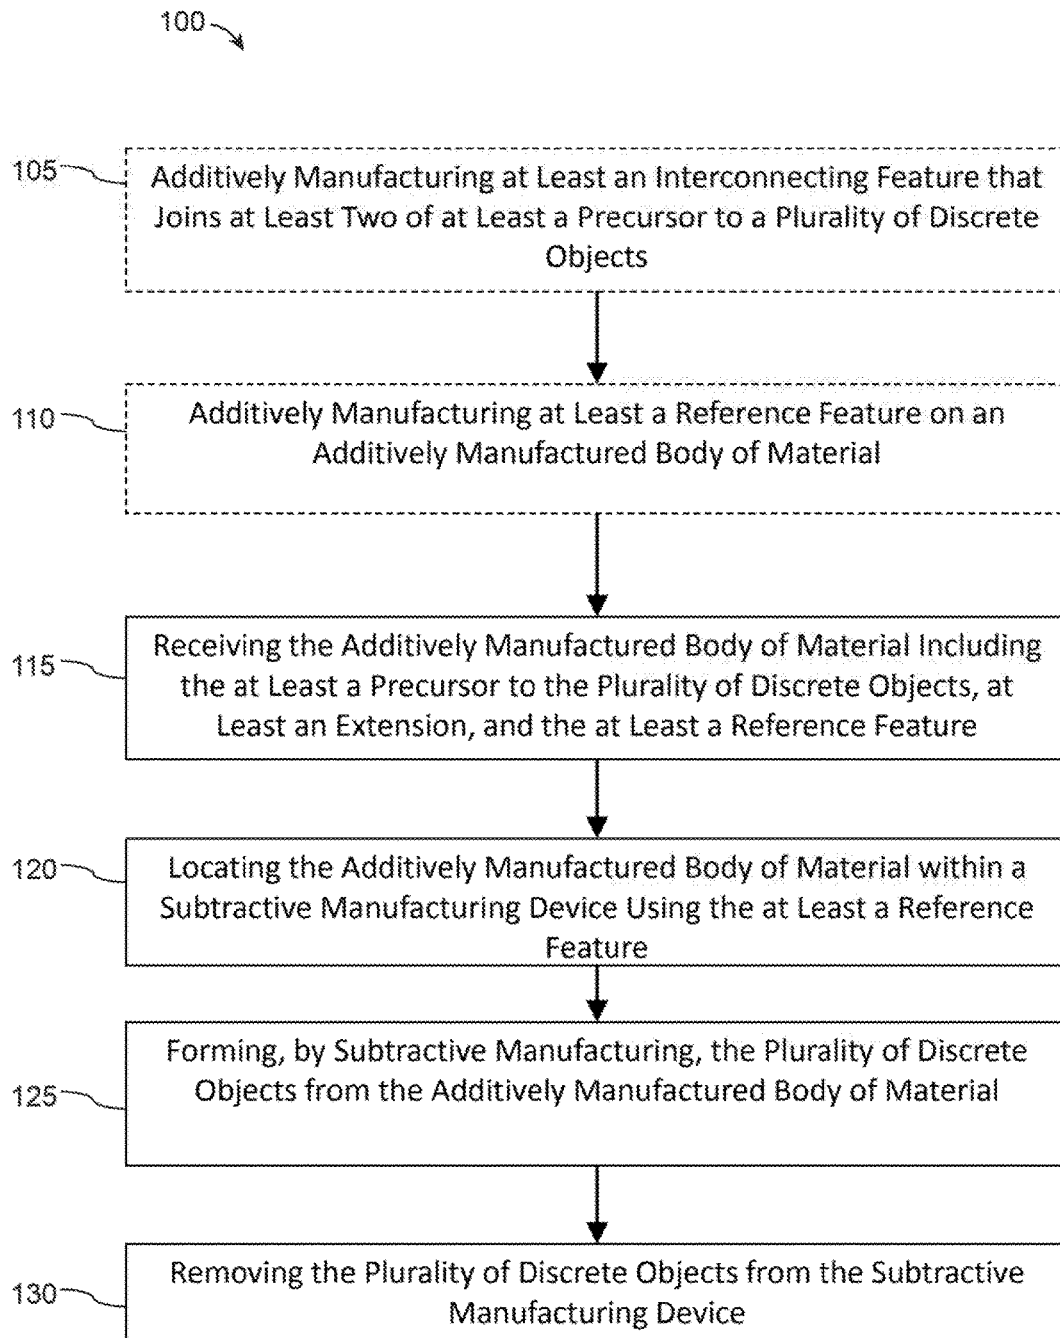 100
105
Additively Manufacturing at Least an Interconnecting Feature that
Joins at Least Two of at Least a Precursor to a Plurality of Discrete
Objects
110
Additively Manufacturing at Least a Reference Feature on an
Additively Manufactured Body of Material
115
Receiving the Additively Manufactured Body of Material Including
the at Least a Precursor to the Plurality of Discrete Objects, at
Least an Extension, and the at Least a Reference Feature
120
Locating the Additively Manufactured Body of Material within a
Subtractive Manufacturing Device Using the at Least a Reference
Feature
125
Forming, by Subtractive Manufacturing, the Plurality of Discrete
Objects from the Additively Manufactured Body of Material
130
Removing the Plurality of Discrete Objects from the Subtractive
Manufacturing Device